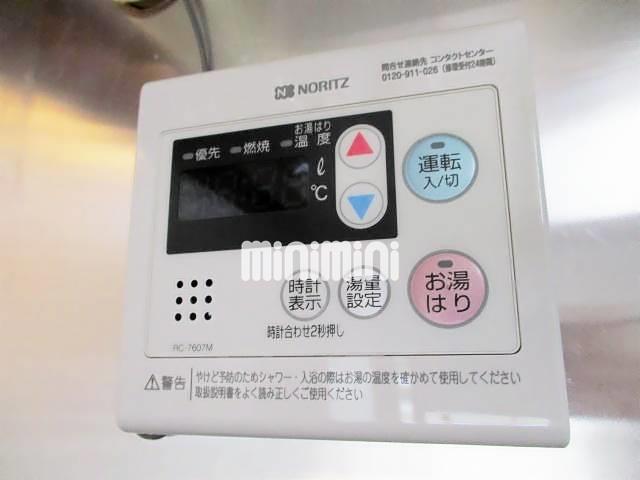 NORITZ
問合せ連絡先 コンタクトセンター
0120-911-026 (修理受付24時間)
優先 燃焼 お湯はり温度
ℓ
℃
運転
入/切
minimini
時計
表示
湯量
設定
お湯
はり
時計合わせ2秒押し
RC-7607M
警告
やけど予防のためシャワー・入浴の際はお湯の温度を確かめて使用してください
取扱説明書をよく読み正しくご使用ください